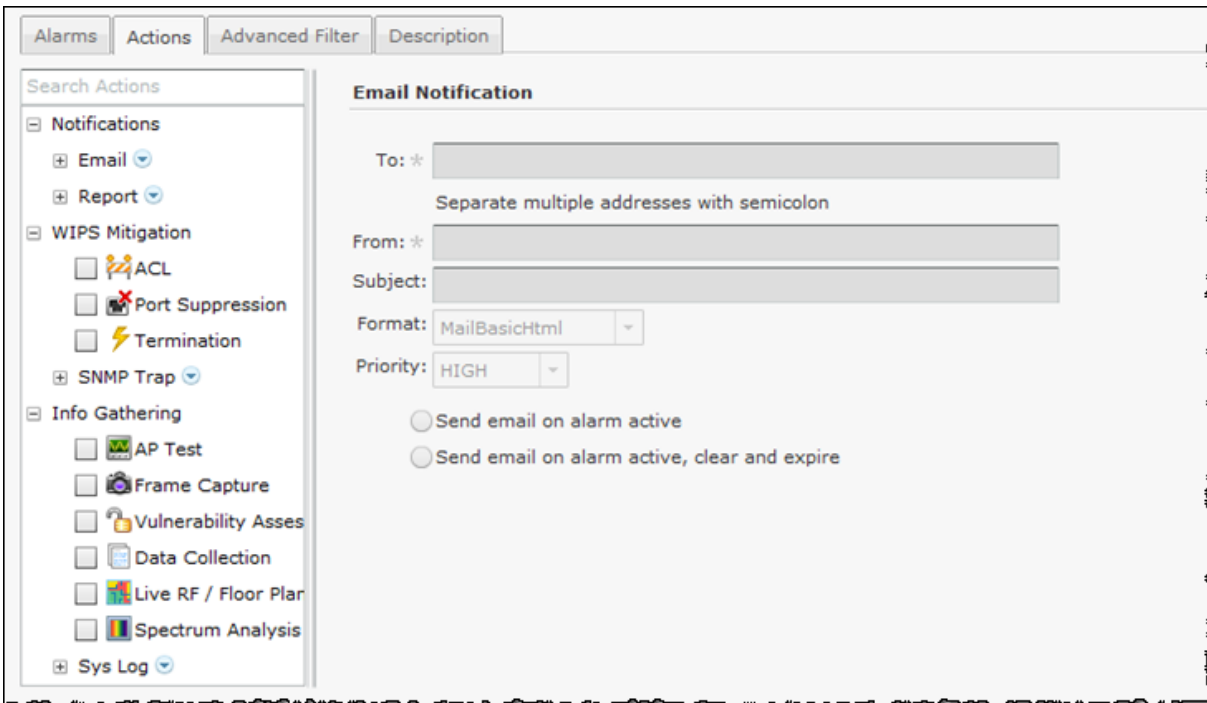 Alarms
Actions
Advanced Filter
Description
Search Actions
Notifications
Email
Report
WIPS Mitigation
ACL
Port Suppression
Termination
SNMP Trap
Info Gathering
AP Test
Frame Capture
Vulnerability Asses
Data Collection
Live RF / Floor Plan
Spectrum Analysis
Sys Log
Email Notification
To: *
Separate multiple addresses with semicolon
From: *
Subject:
Format: MailBasicHtml
Priority: HIGH
Send email on alarm active
Send email on alarm active, clear and expire